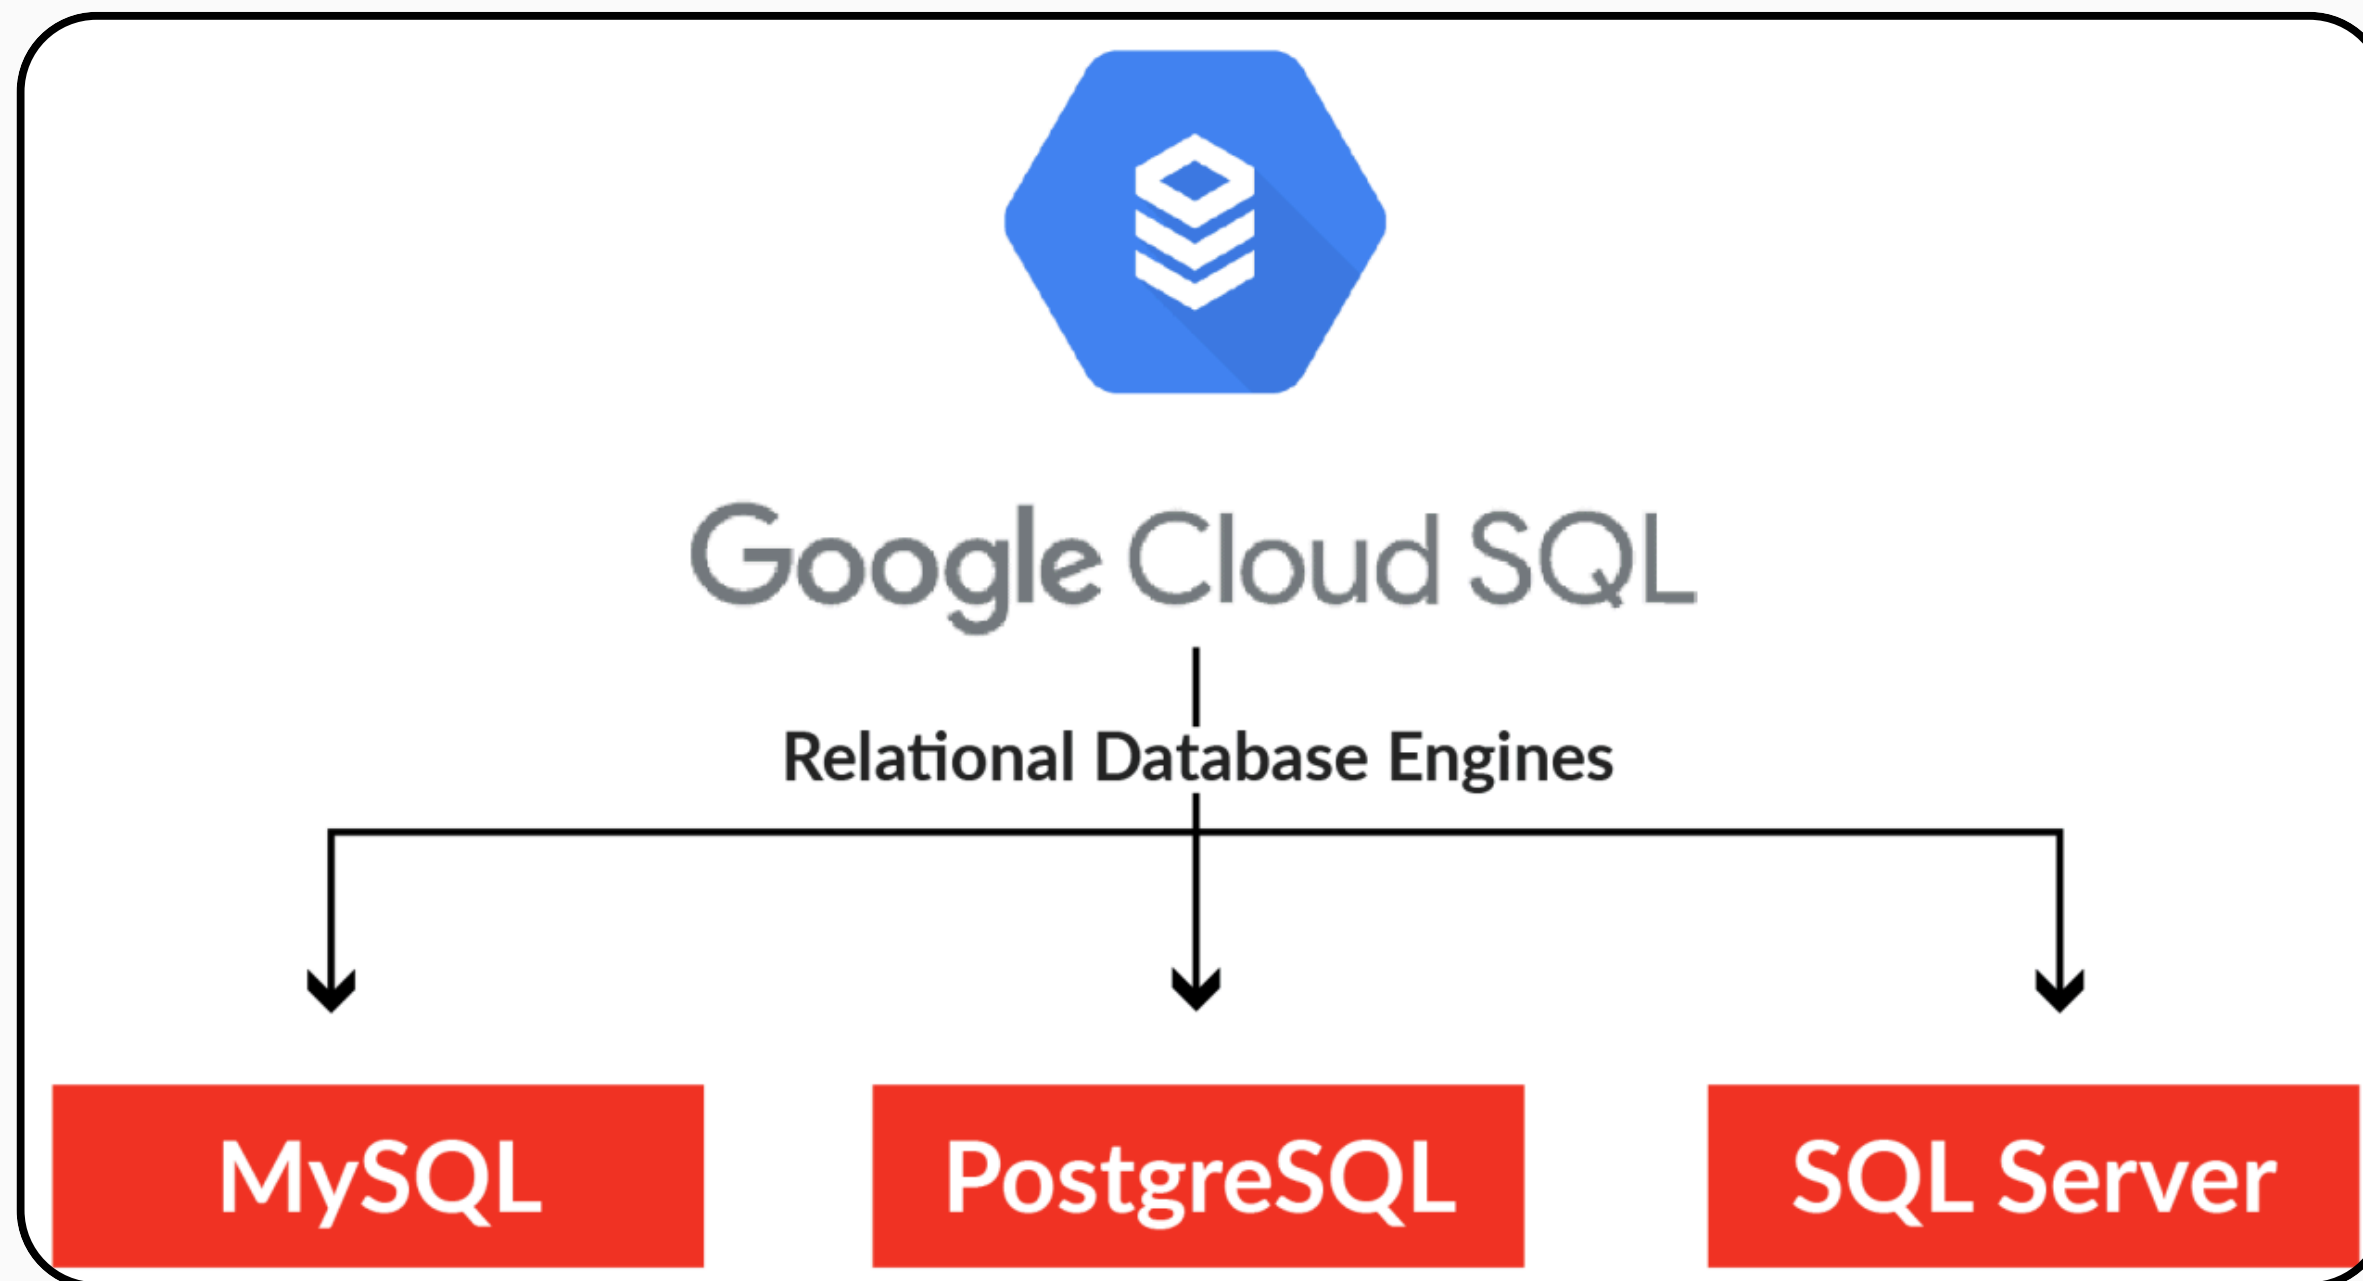 Google Cloud SQL
Relational Database Engines
MySQL
PostgreSQL
SQL Server